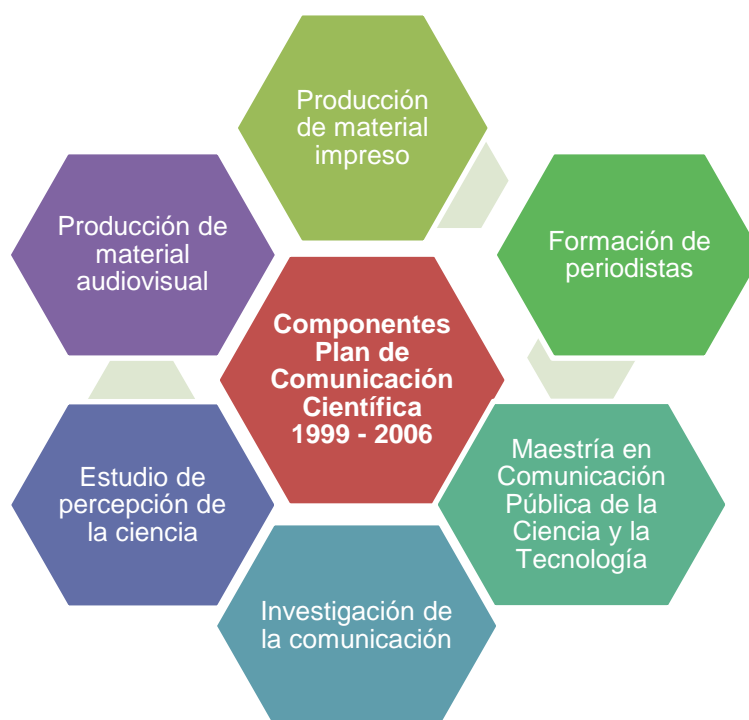 Producción
de material
impreso
Formación de
periodistas
Maestría en
Comunicación
Pública de la
Ciencia y la
Tecnología
Investigación de
la comunicación
Estudio de
percepción de
la ciencia
Producción de
material
audiovisual
Componentes
Plan de
Comunicación
Científica
1999 - 2006